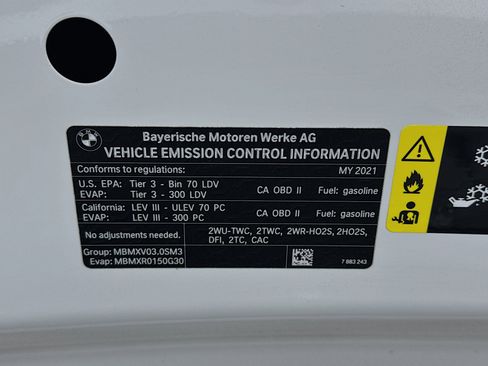 BMW
Bayerische Motoren Werke AG
VEHICLE EMISSION CONTROL INFORMATION
Conforms to regulations: MY 2021
U.S. EPA: Tier 3 - Bin 70 LDV CA OBD II Fuel: gasoline
EVAP: Tier 3 - 300 LDV
California: LEV III - ULEV 70 PC CA OBD II Fuel: gasoline
EVAP: LEV III - 300 PC
No adjustments needed. 2WU-TWC, 2TWC, 2WR-HO2S, 2HO2S,
DFI, 2TC, CAC
Group: MBMXV03.0SM3
Evap: MBMXR0150G30
7 883 243